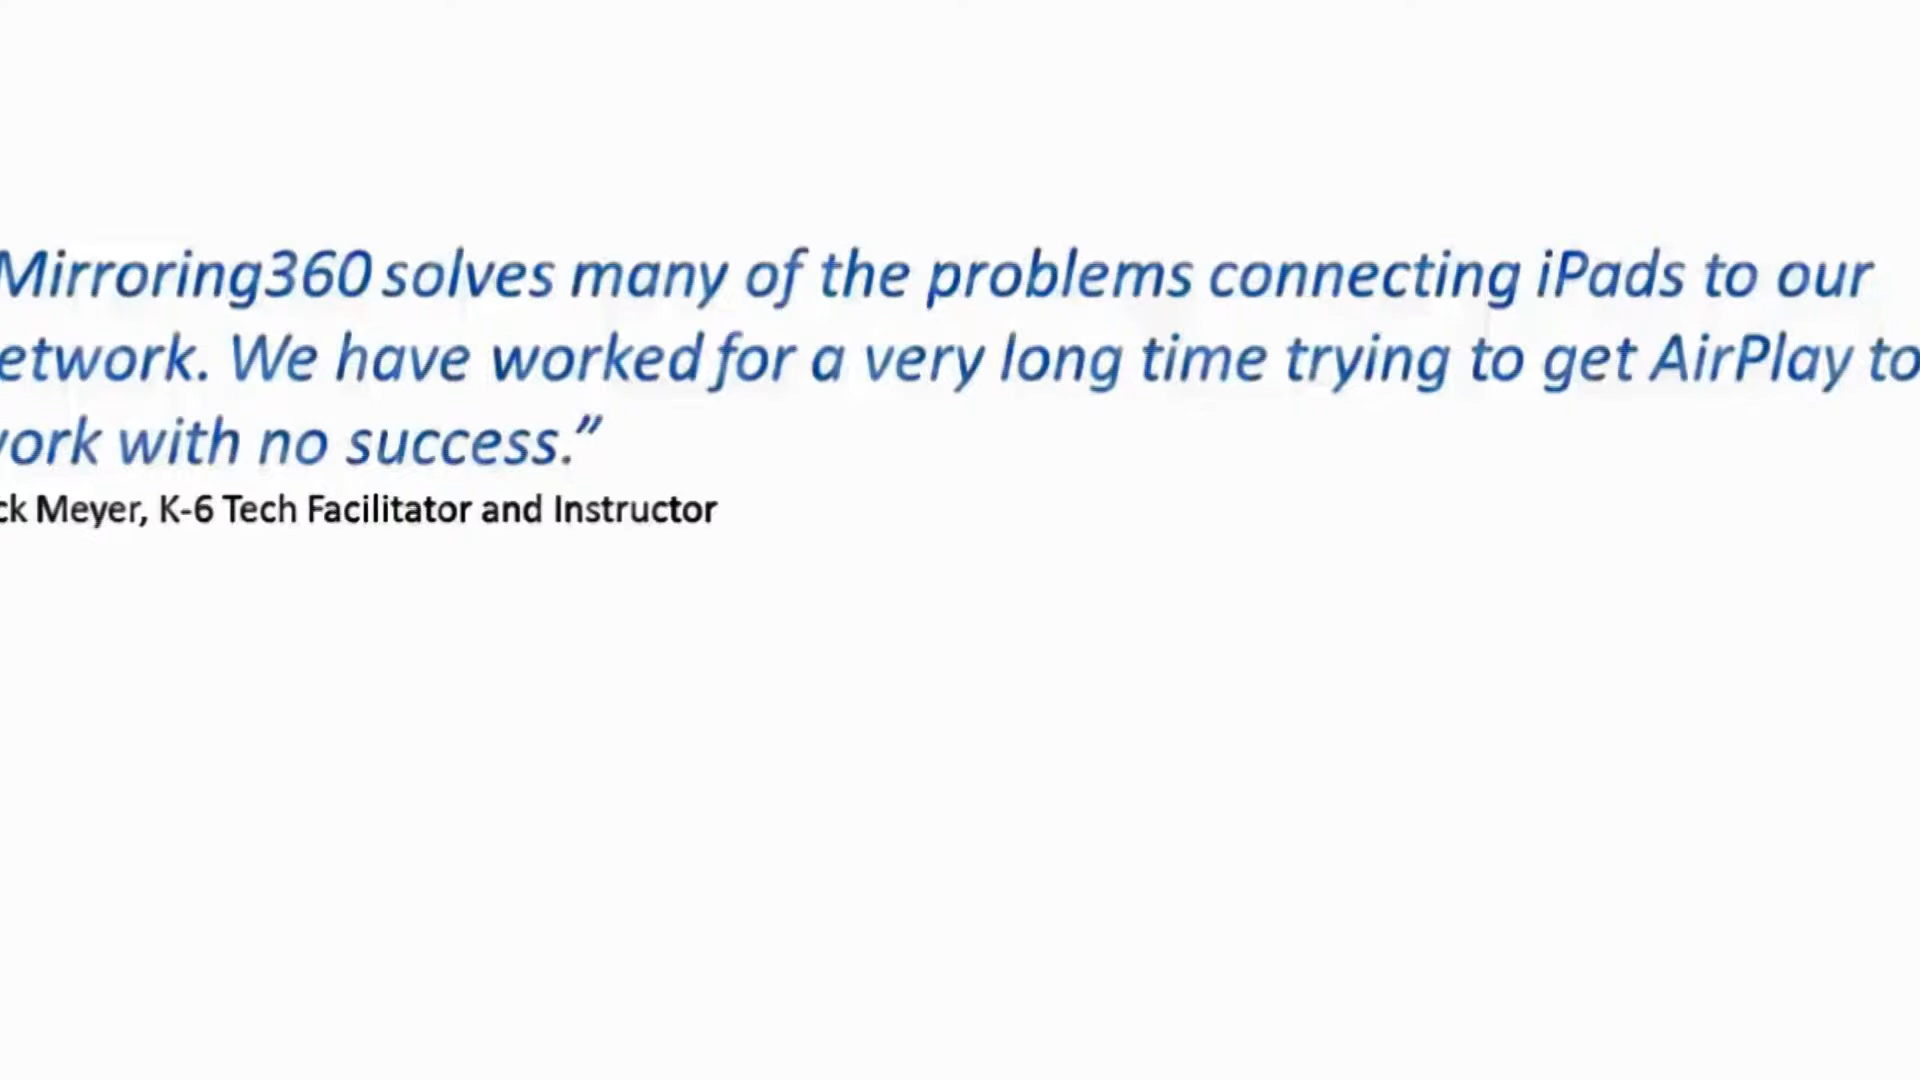 Mirroring360 solves many of the problems connecting iPads to our
etwork. We have worked for a very long time trying to get AirPlay to
ork with no success.”
ck Meyer, K-6 Tech Facilitator and Instructor